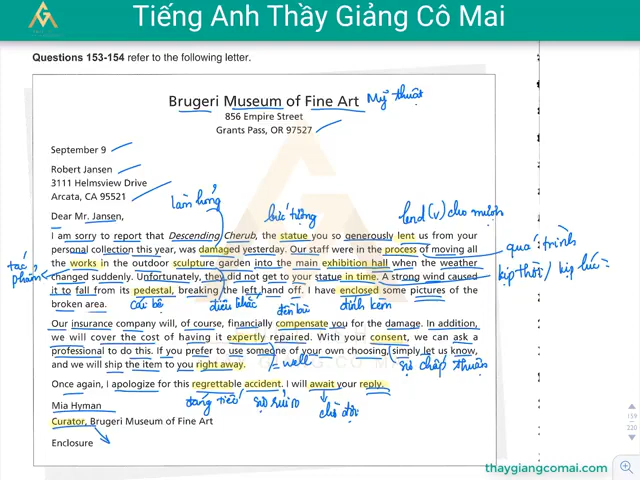 Tiếng Anh Thầy Giảng Cô Mai
Questions 153-154 refer to the following letter.
Brugeri Museum of Fine Art Mỹ thuật
856 Empire Street
Grants Pass, OR 97527
September 9
Robert Jansen
3111 Helmsview Drive
Arcata, CA 95521
làm hỏng
Dear Mr. Jansen,
bức tượng
lend (v) cho mượn
I am sorry to report that Descending Cherub, the statue you so generously lent us from your
personal collection this year, was damaged yesterday. Our staff were in the process of moving all
quá trình
tác phẩm
the works in the outdoor sculpture garden into the main exhibition hall when the weather
changed suddenly. Unfortunately, they did not get to your statue in time. A strong wind caused
kịp thời / kịp lúc
it to fall from its pedestal, breaking the left hand off. I have enclosed some pictures of the
broken area.
cái bệ
điêu khắc
đền bù
đính kèm
Our insurance company will, of course, financially compensate you for the damage. In addition,
we will cover the cost of having it expertly repaired. With your consent, we can ask a
professional to do this. If you prefer to use someone of your own choosing, simply let us know,
and we will ship the item to you right away.
= well
sự chấp thuận
Once again, I apologize for this regrettable accident. I will await your reply.
đáng tiếc
sự rủi ro
chờ đợi
Mia Hyman
Curator, Brugeri Museum of Fine Art
Enclosure
159
220
thaygiangcomai.com